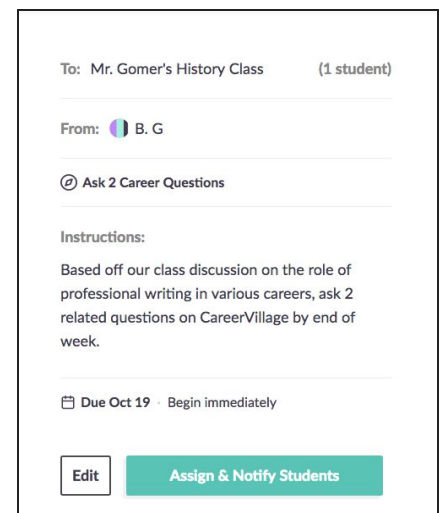 To: Mr. Gomer's History Class (1 student)
From: B. G
Ask 2 Career Questions
Instructions:
Based off our class discussion on the role of
professional writing in various careers, ask 2
related questions on CareerVillage by end of
week.
Due Oct 19 · Begin immediately
Edit Assign & Notify Students